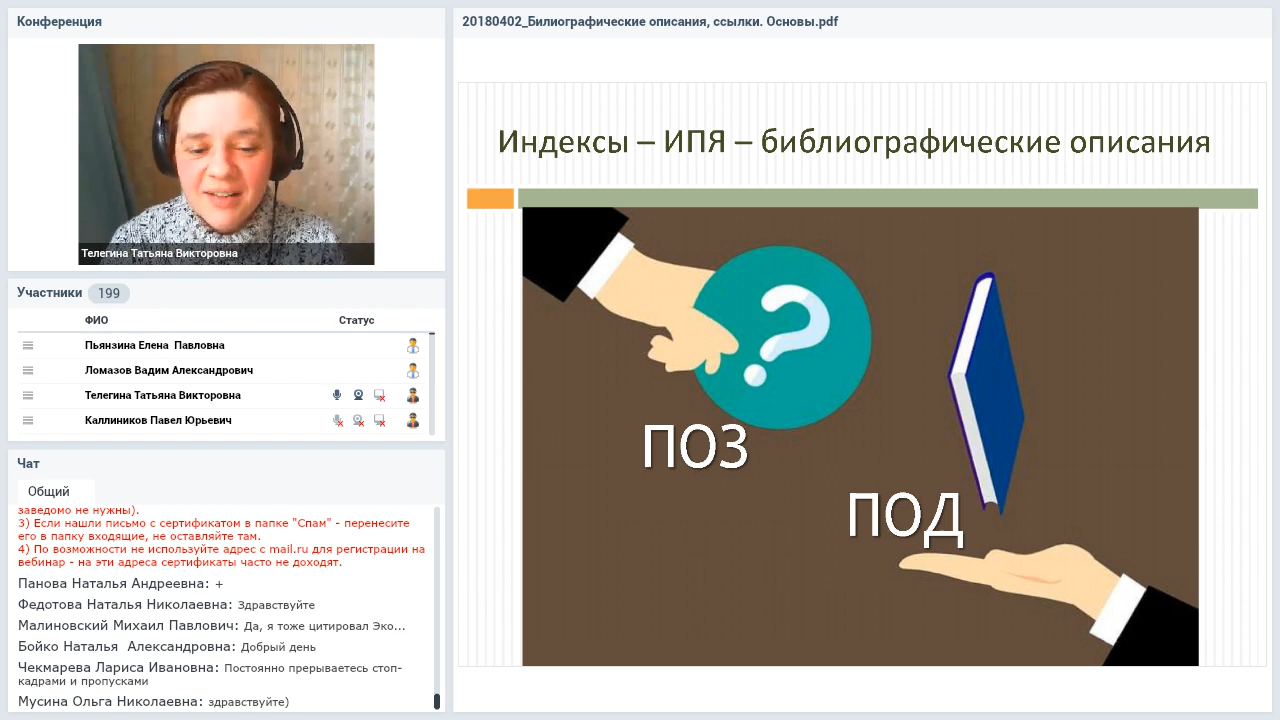 Конференция
Телегина Татьяна Викторовна
Участники 199
ФИО Статус
Пьянзина Елена Павловна
Ломазов Вадим Александрович
Телегина Татьяна Викторовна
Каллиников Павел Юрьевич
Чат
Общий
заведомо не нужны).
3) Если нашли письмо с сертификатом в папке "Спам" - перенесите
его в папку входящие, не оставляйте там.
4) По возможности не используйте адрес с mail.ru для регистрации на
вебинар - на эти адреса сертификаты часто не доходят.
Панова Наталья Андреевна: +
Федотова Наталья Николаевна: Здравствуйте
Малиновский Михаил Павлович: Да, я тоже цитировал Эко...
Бойко Наталья Александровна: Добрый день
Чекмарева Лариса Ивановна: Постоянно прерываетесь стоп-
кадрами и пропусками
Мусина Ольга Николаевна: здравствуйте)
20180402_Билиографические описания, ссылки. Основы.pdf
Индексы – ИПЯ – библиографические описания
?
ПОЗ
ПОД